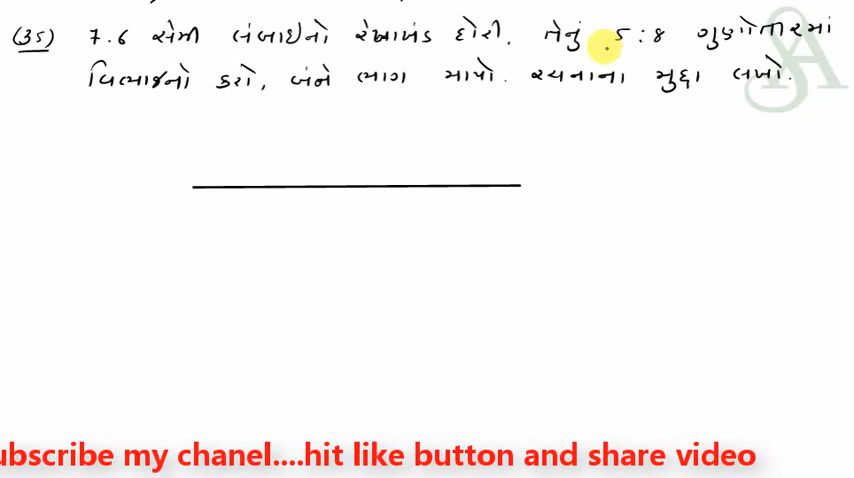 (35) 7.6 સેમી લંબાઈનો રેખાખંડ દોરી. તેનું 5:8 ગુણોત્તરમાં
વિભાજનો કરો, બંને ભાગ માપો. રચનાના મુદ્દા લખો.
ubscribe my chanel....hit like button and share video